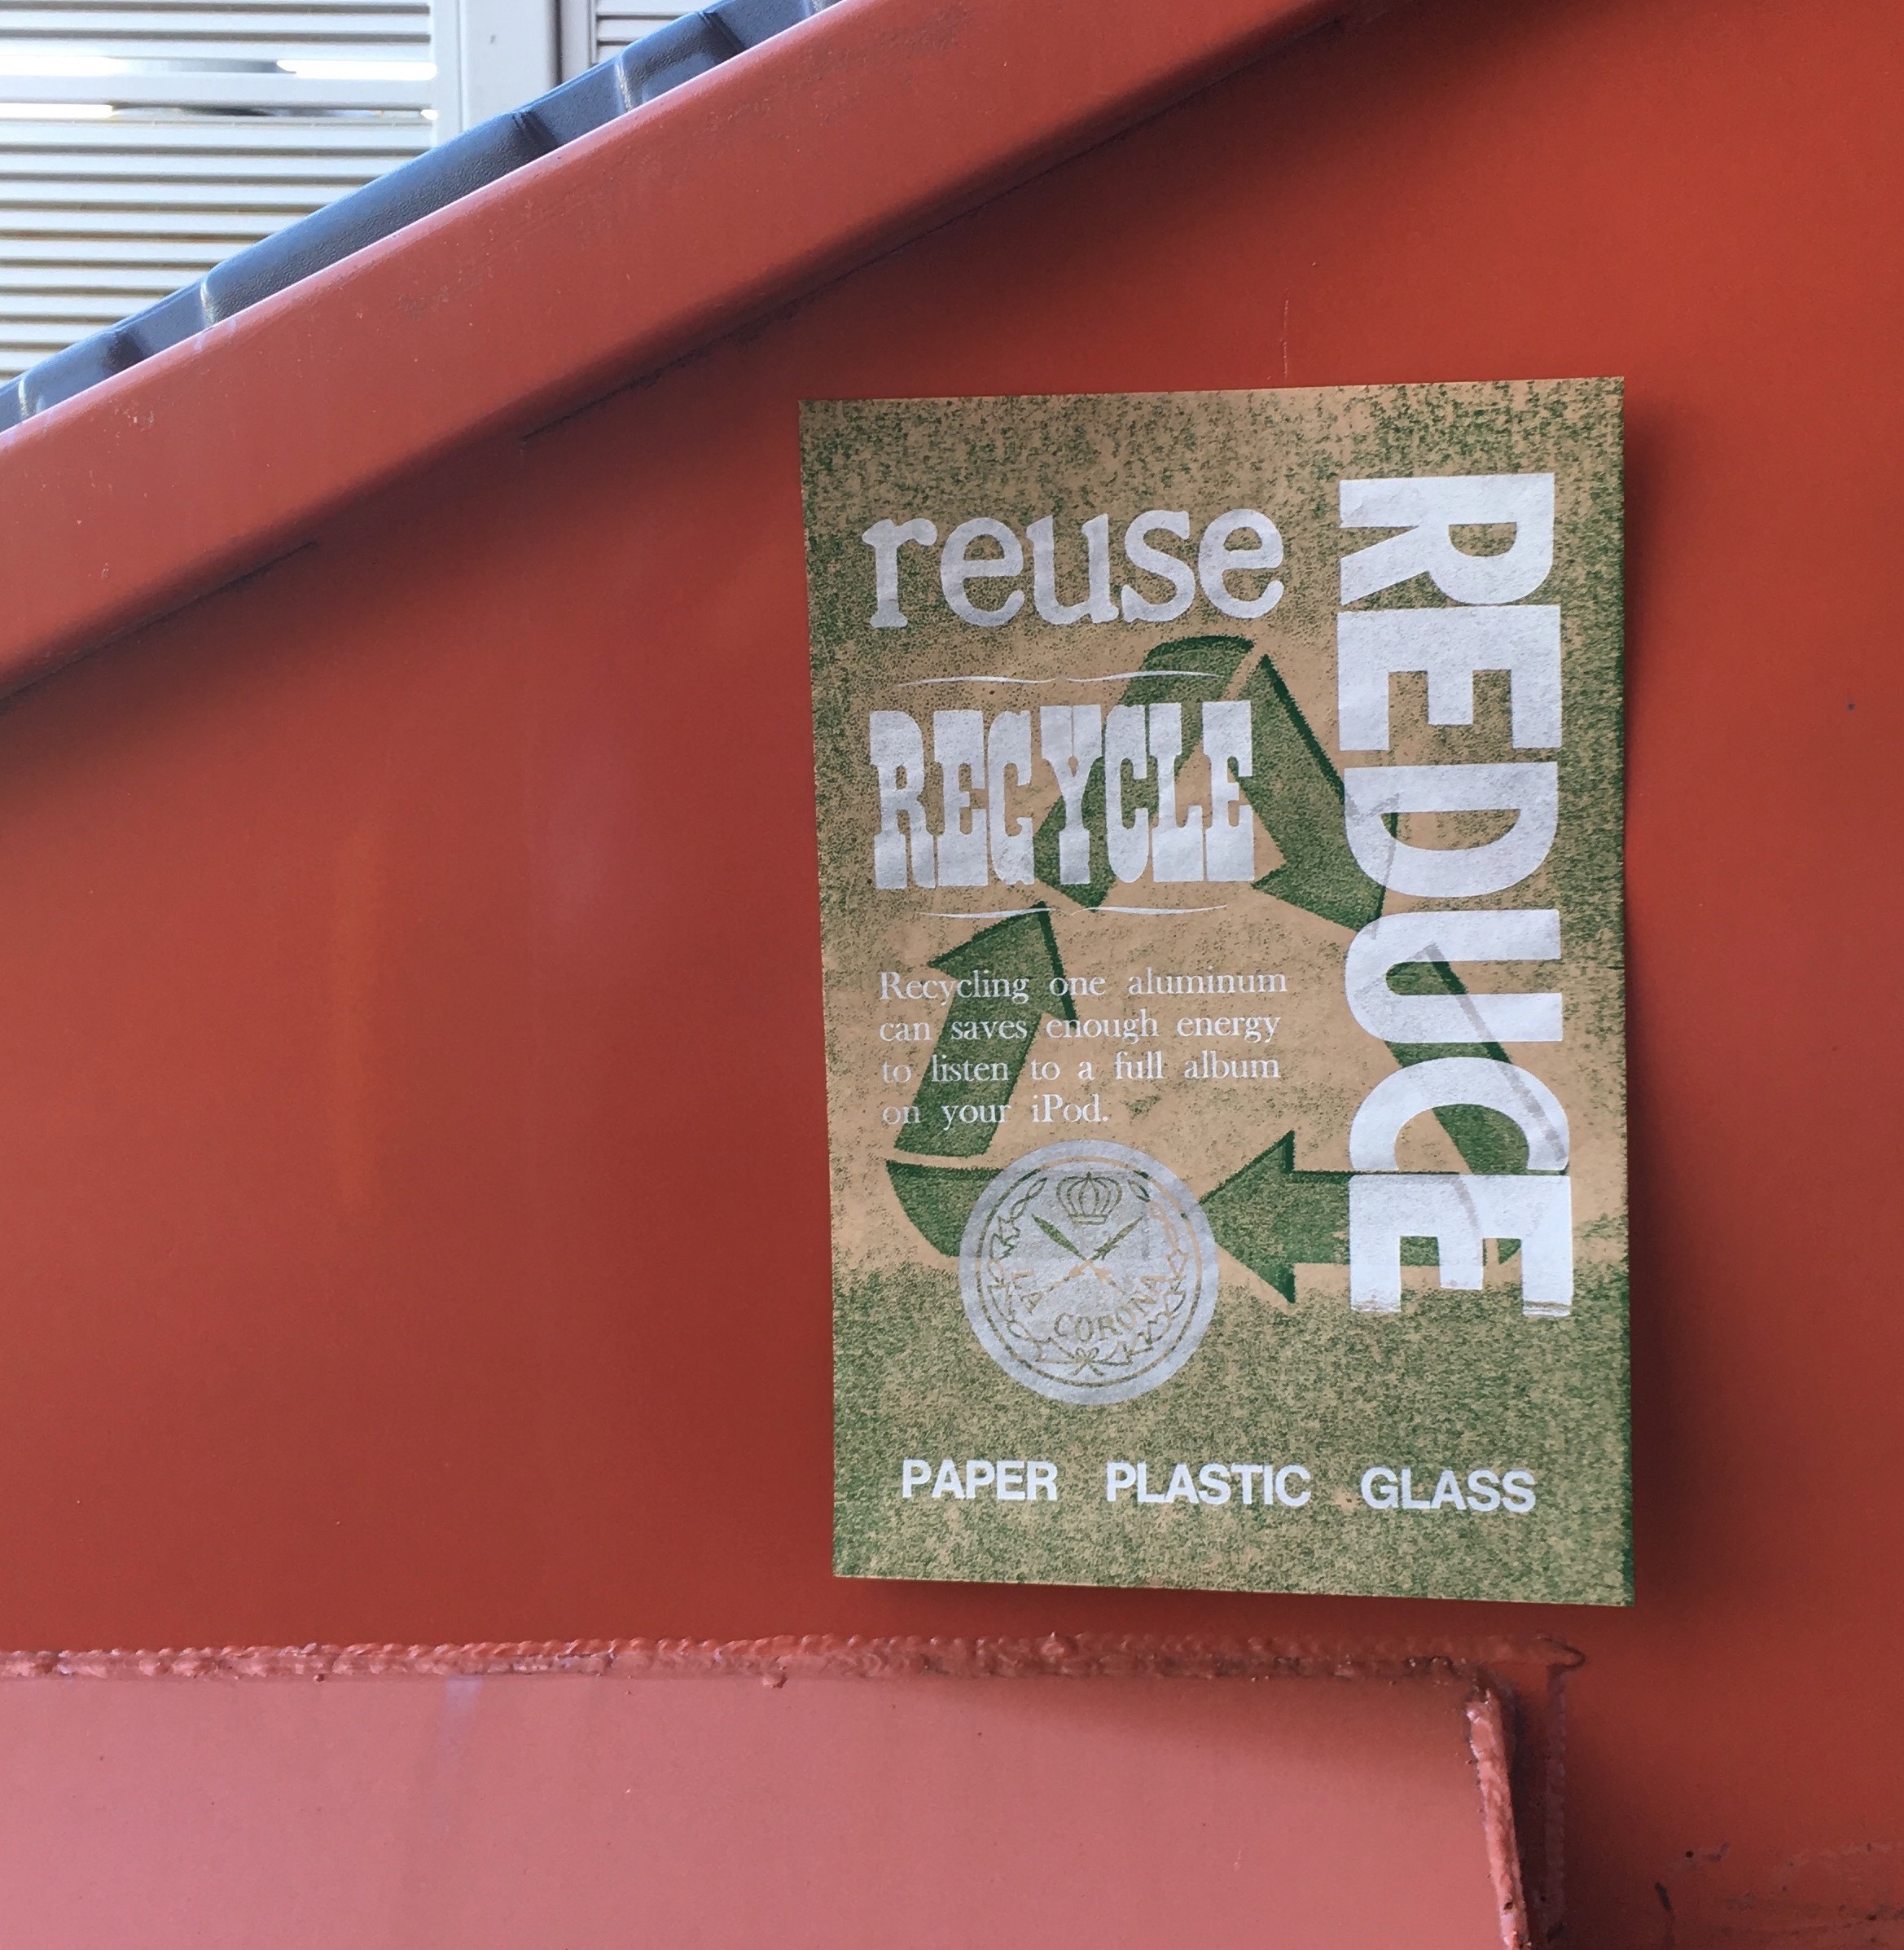 reuse
REDUCE
RECYCLE
Recycling one aluminum
can saves enough energy
to listen to a full album
on your iPod.
LA CORONA
PAPER PLASTIC GLASS